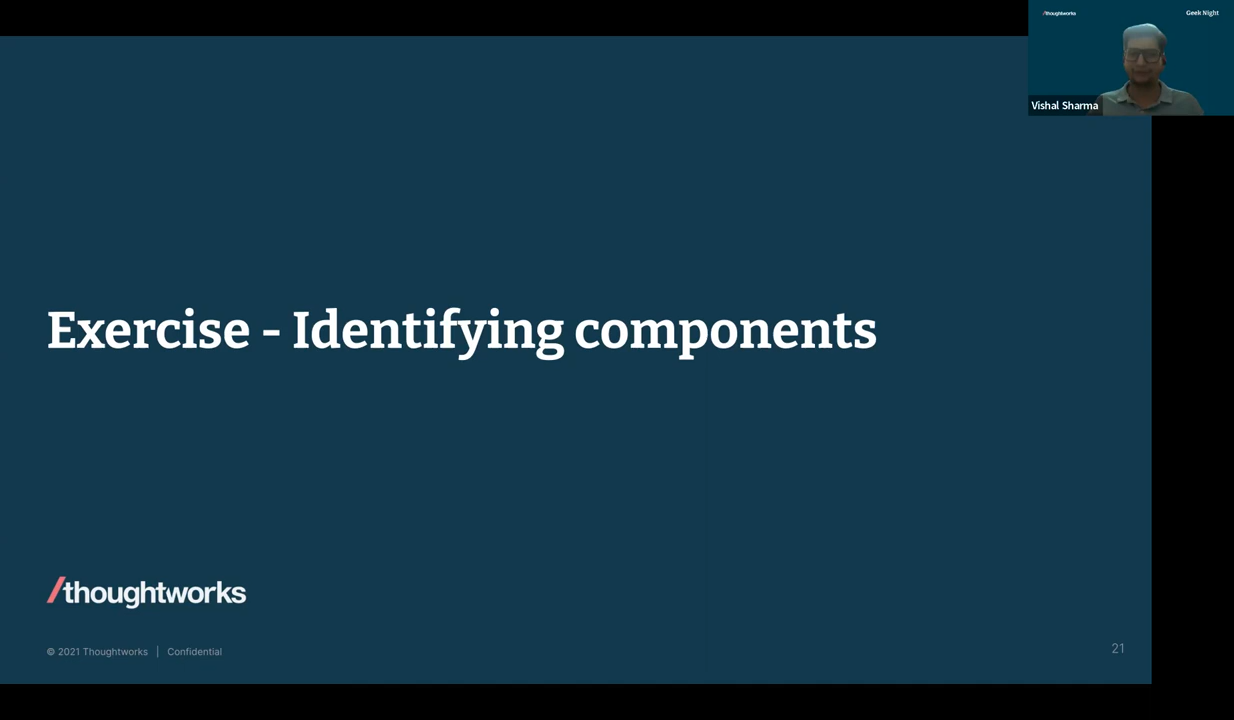 /thoughtworks
Geek Night
Vishal Sharma
Exercise - Identifying components
/thoughtworks
© 2021 Thoughtworks | Confidential
21